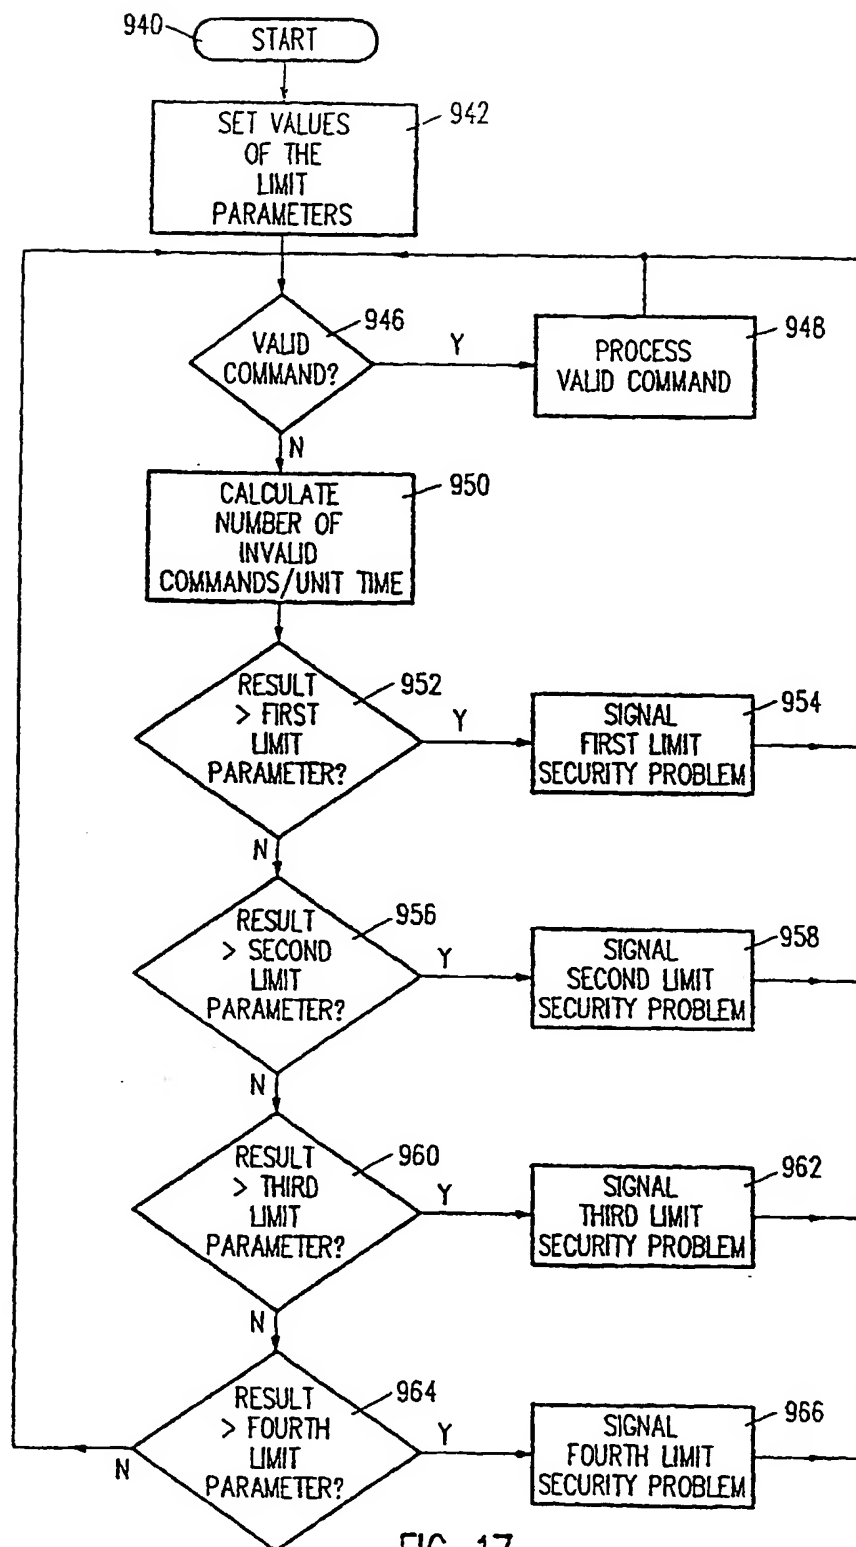 940
START
SET VALUES
OF THE
LIMIT
PARAMETERS
942
VALID
COMMAND?
946
Y
PROCESS
VALID COMMAND
948
N
CALCULATE
NUMBER OF
INVALID
COMMANDS/UNIT TIME
950
RESULT
> FIRST
LIMIT
PARAMETER?
952
Y
SIGNAL
FIRST LIMIT
SECURITY PROBLEM
954
N
RESULT
> SECOND
LIMIT
PARAMETER?
956
Y
SIGNAL
SECOND LIMIT
SECURITY PROBLEM
958
N
RESULT
> THIRD
LIMIT
PARAMETER?
960
Y
SIGNAL
THIRD LIMIT
SECURITY PROBLEM
962
N
RESULT
> FOURTH
LIMIT
PARAMETER?
964
Y
SIGNAL
FOURTH LIMIT
SECURITY PROBLEM
966
N
FIG. 17